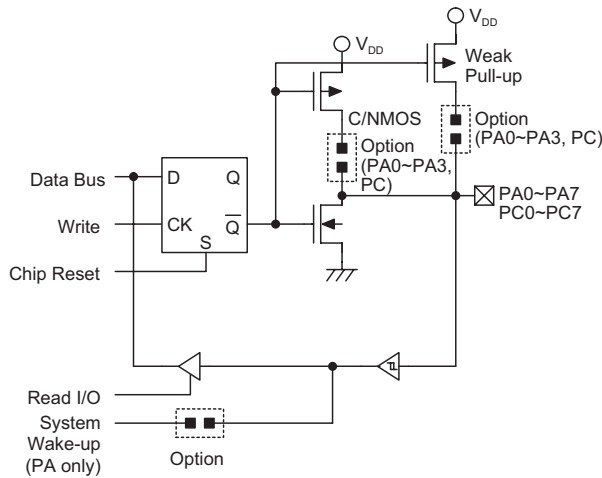 VDD
VDD
Weak
Pull-up
C/NMOS
Option
(PA0~PA3,
PC)
Option
(PA0~PA3, PC)
Data Bus
D
Q
PA0~PA7
PC0~PC7
Write
CK
Q̅
S
Chip Reset
Read I/O
System
Wake-up
(PA only)
Option